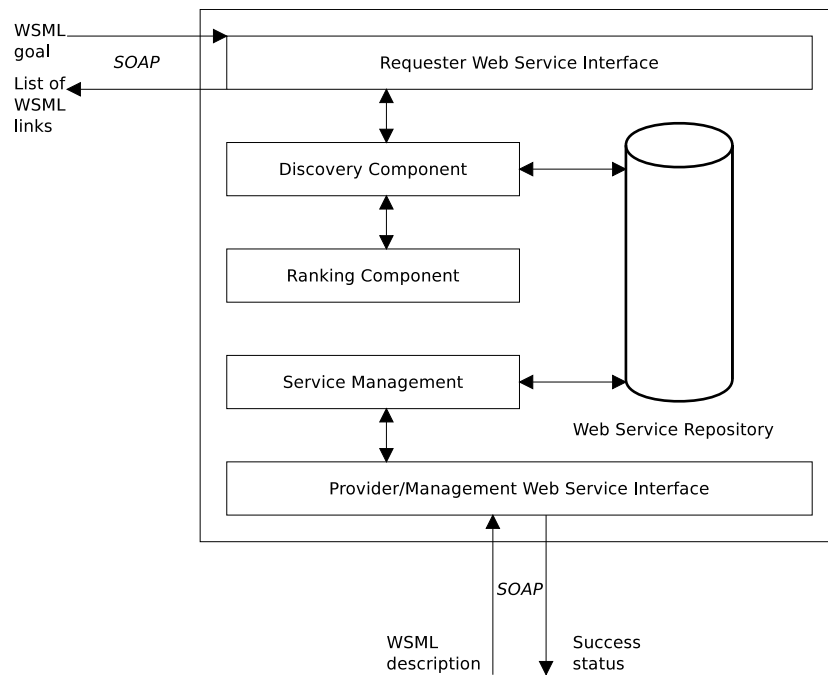 WSML
goal
SOAP
List of
WSML
links
Requester Web Service Interface
Discovery Component
Ranking Component
Service Management
Web Service Repository
Provider/Management Web Service Interface
SOAP
WSML
description
Success
status